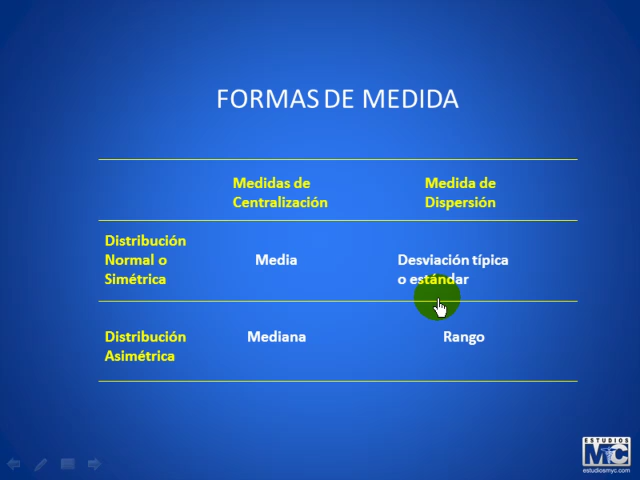 FORMAS DE MEDIDA
Medidas de
Centralización
Medida de
Dispersión
Distribución
Normal o
Simétrica
Media
Desviación típica
o estándar
Distribución
Asimétrica
Mediana
Rango
ESTUDIOS
MyC
estudiosmyc.com